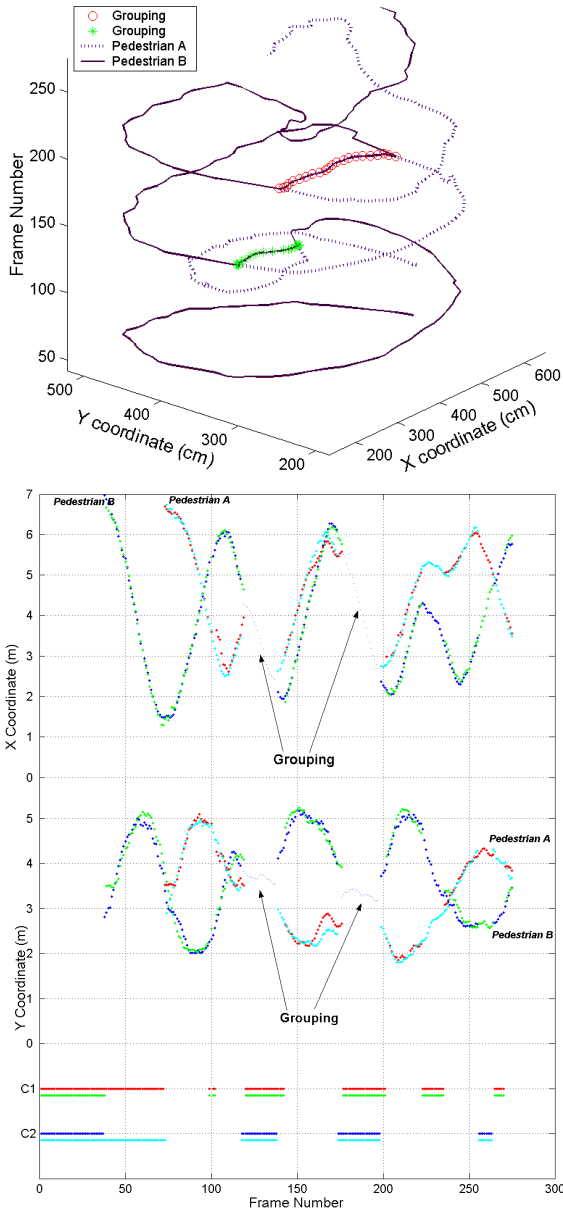 Grouping
Grouping
Pedestrian A
Pedestrian B
250
200
150
100
50
Frame Number
500
400
300
200
Y coordinate (cm)
200
300
400
500
600
X coordinate (cm)
7
6
5
4
3
2
1
0
X Coordinate (m)
Pedestrian B
Pedestrian A
Grouping
5
4
3
2
1
0
Y Coordinate (m)
Pedestrian A
Pedestrian B
Grouping
C1
C2
0
50
100
150
200
250
300
Frame Number